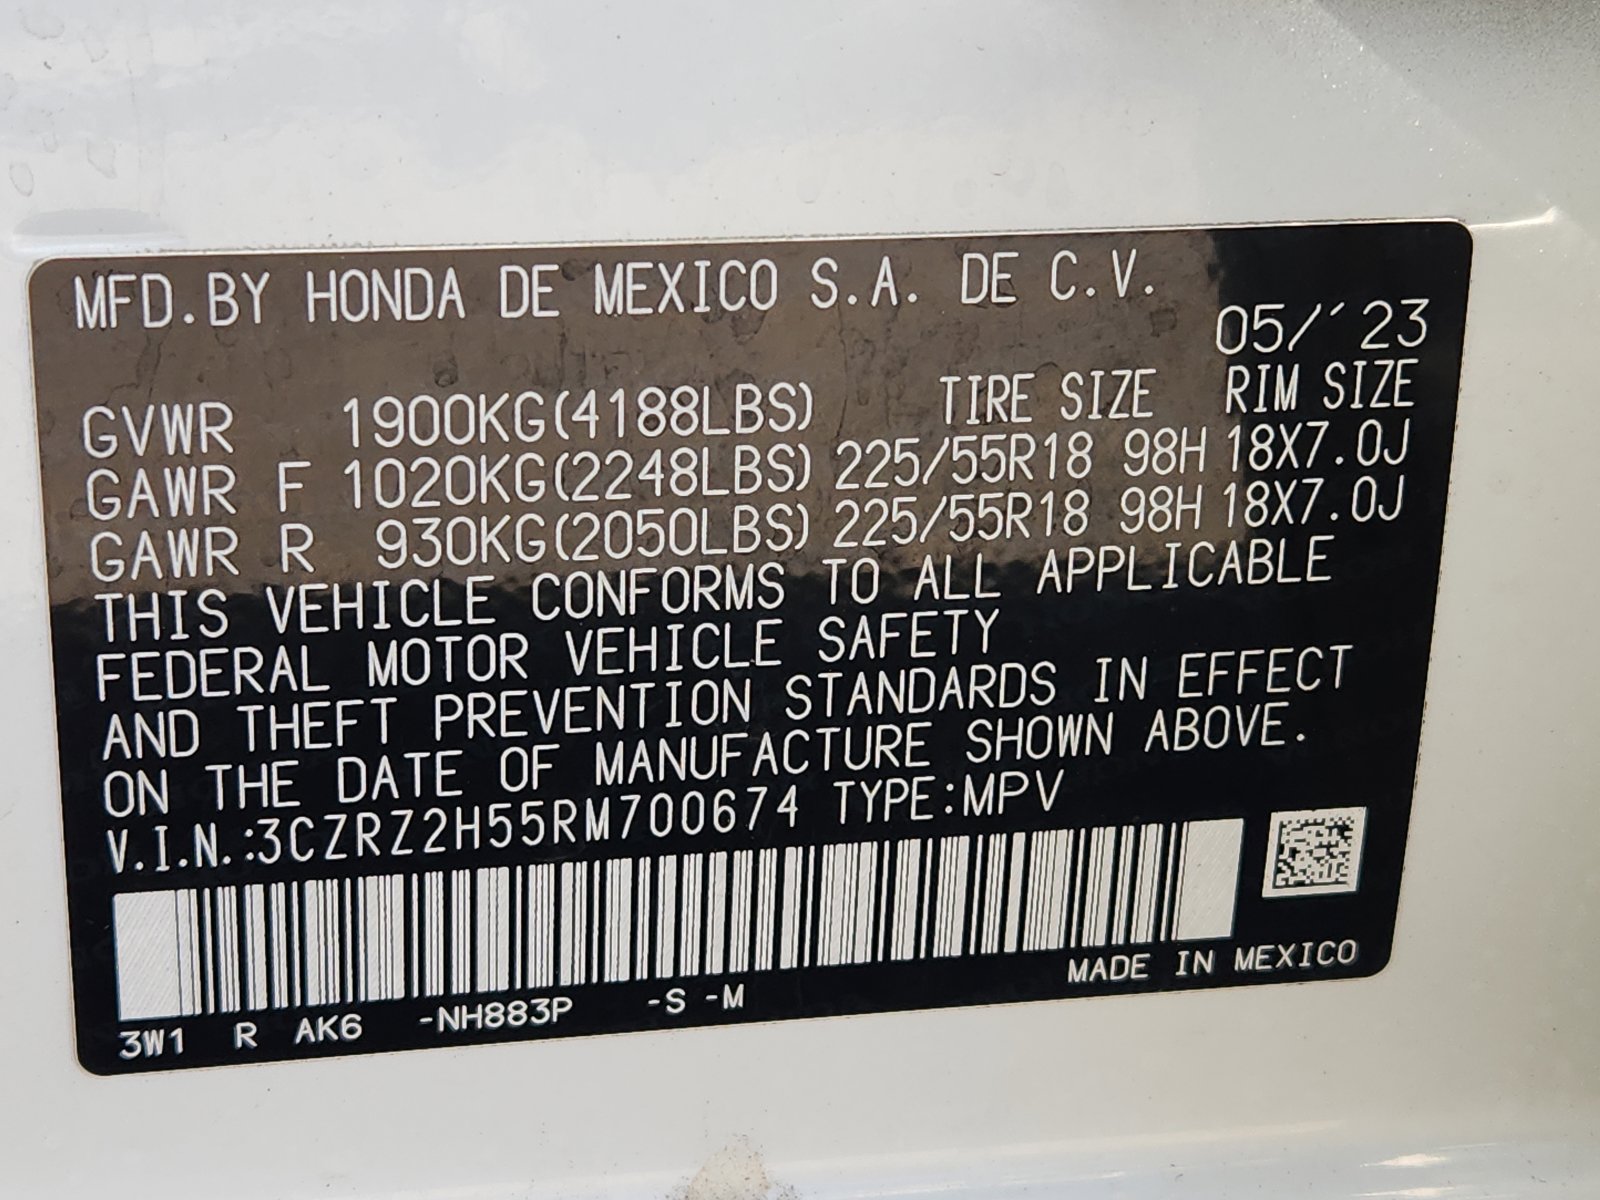 MFD.BY HONDA DE MEXICO S.A. DE C.V.
05/'23
GVWR 1900KG(4188LBS) TIRE SIZE RIM SIZE
GAWR F 1020KG(2248LBS) 225/55R18 98H 18X7.0J
GAWR R 930KG(2050LBS) 225/55R18 98H 18X7.0J
THIS VEHICLE CONFORMS TO ALL APPLICABLE
FEDERAL MOTOR VEHICLE SAFETY
AND THEFT PREVENTION STANDARDS IN EFFECT
ON THE DATE OF MANUFACTURE SHOWN ABOVE.
V.I.N.:3CZRZ2H55RM700674 TYPE:MPV
MADE IN MEXICO
3W1 R AK6 -NH883P -S -M